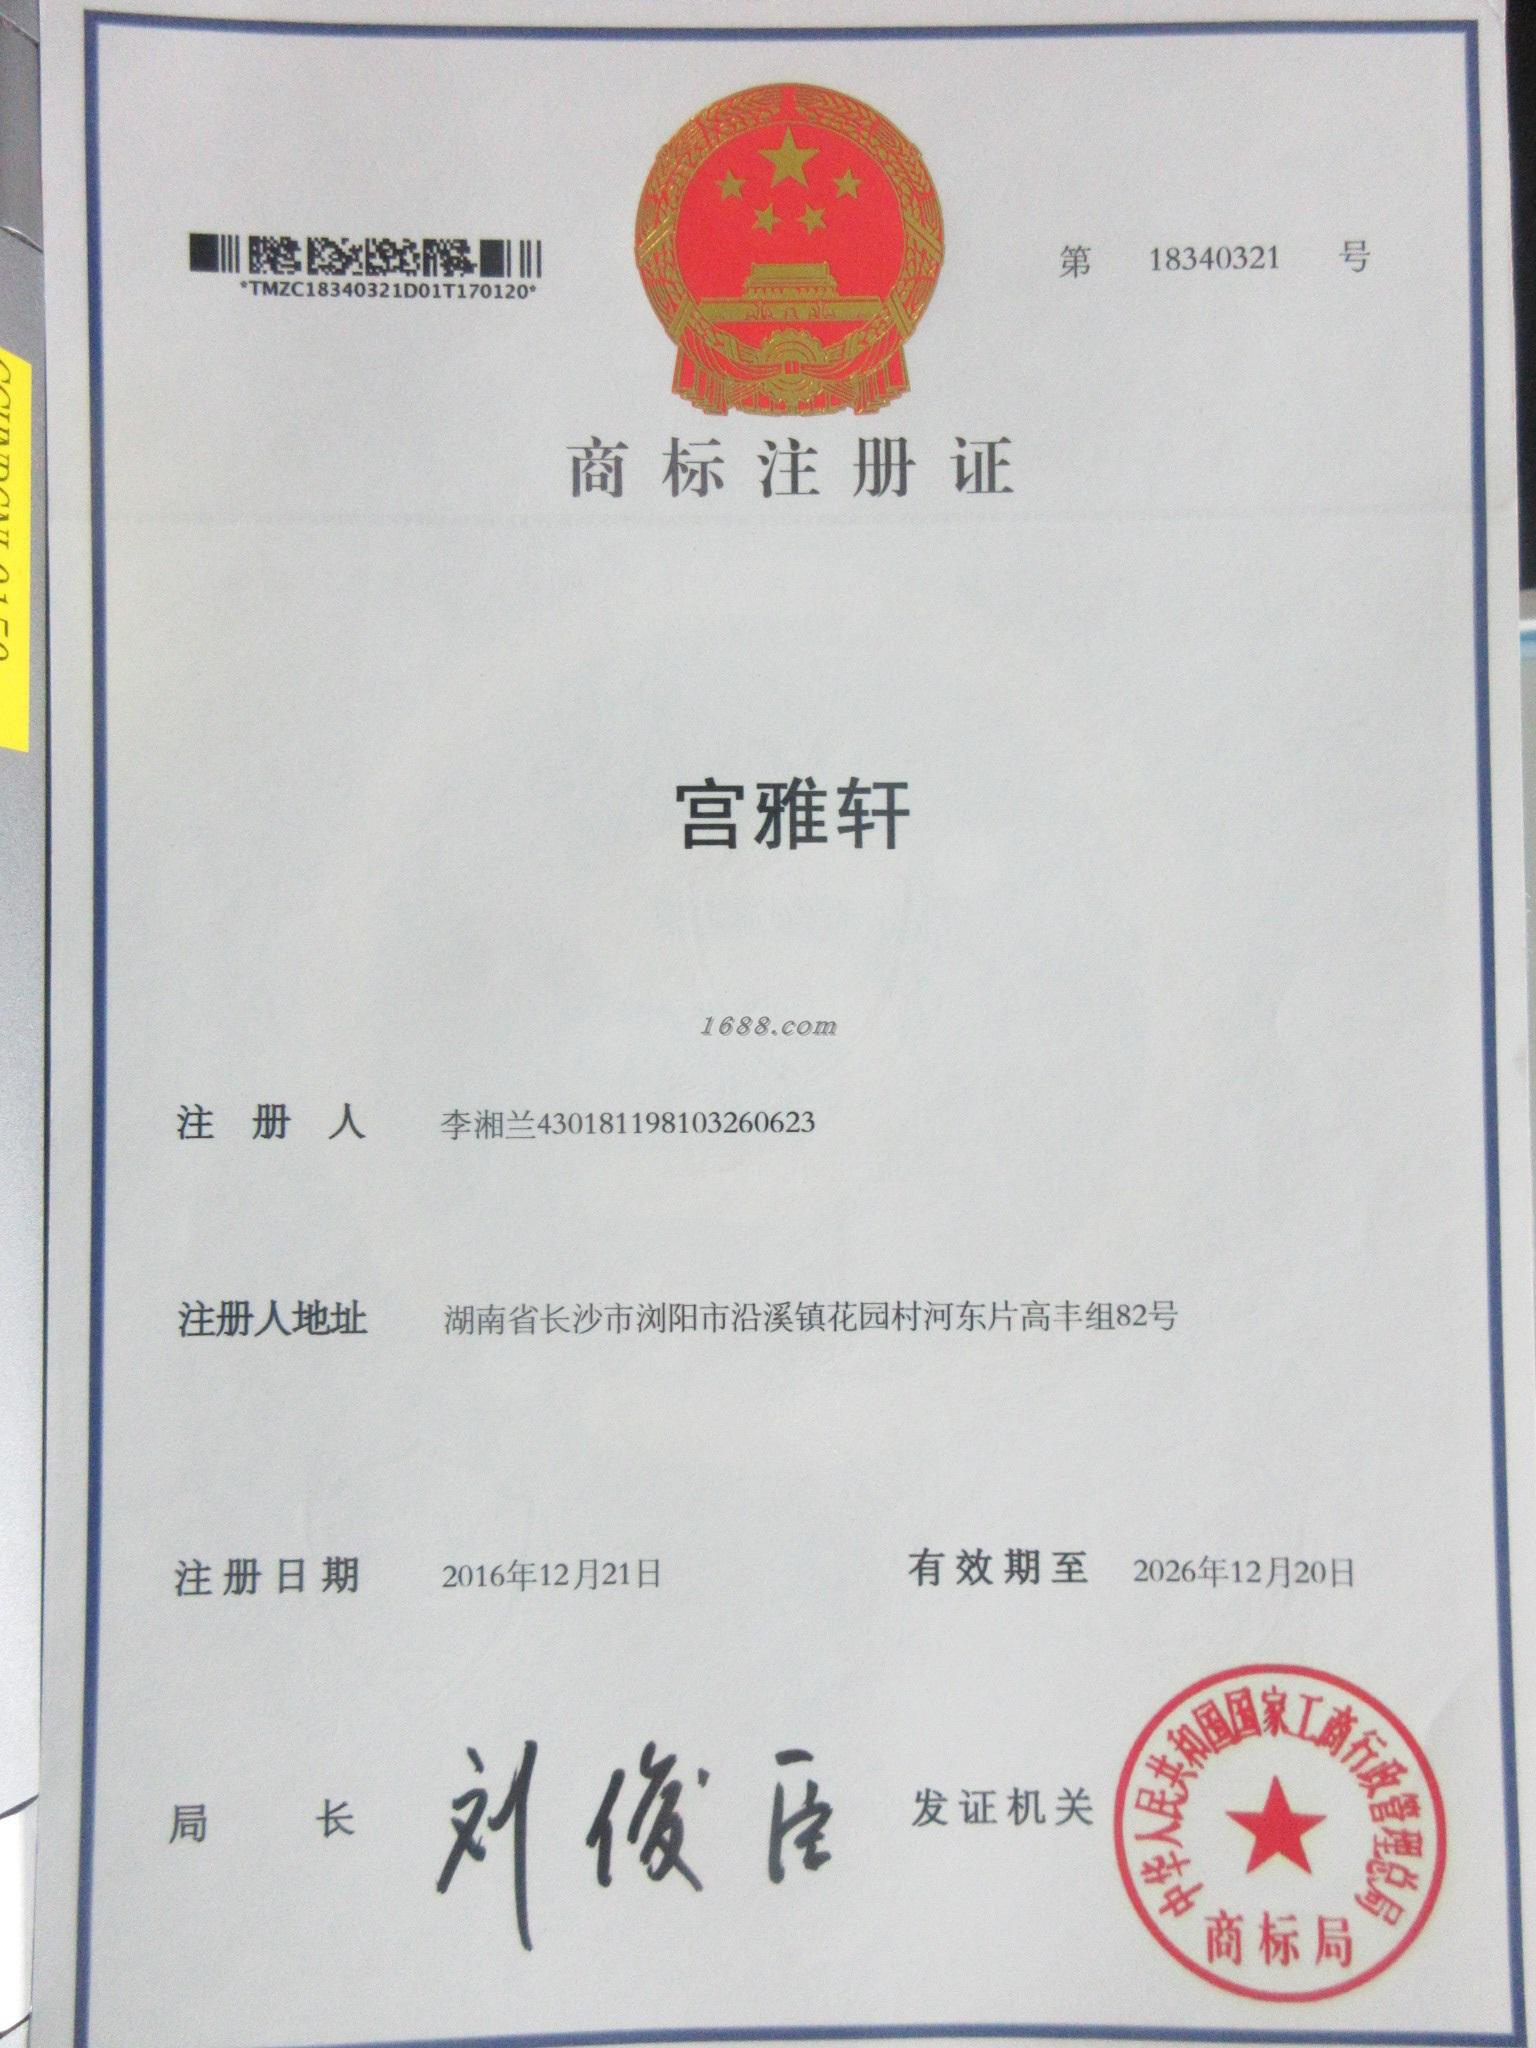 *TMZC18340321D01T170120*
第 18340321 号
商标注册证
宫雅轩
1688.com
注册人 李湘兰430181198103260623
注册人地址 湖南省长沙市浏阳市沿溪镇花园村河东片高丰组82号
注册日期 2016年12月21日 有效期至 2026年12月20日
局长 刘俊臣 发证机关
中华人民共和国国家工商行政管理总局
商标局